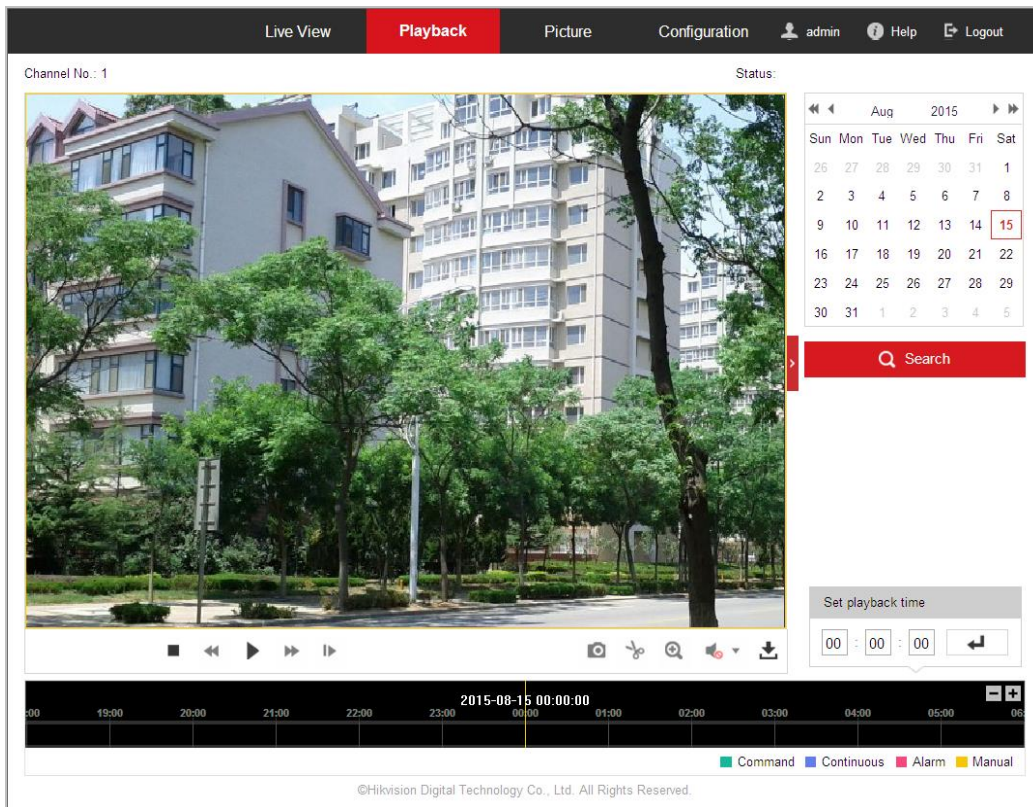 Live View Playback Picture Configuration admin Help Logout
Channel No.: 1 Status:
Aug 2015
Sun Mon Tue Wed Thu Fri Sat
26 27 28 29 30 31 1
2 3 4 5 6 7 8
9 10 11 12 13 14 15
16 17 18 19 20 21 22
23 24 25 26 27 28 29
30 31 1 2 3 4 5
Search
Set playback time
00 : 00 : 00
2015-08-15 00:00:00
:00 19:00 20:00 21:00 22:00 23:00 00:00 01:00 02:00 03:00 04:00 05:00 06:
Command Continuous Alarm Manual
©Hikvision Digital Technology Co., Ltd. All Rights Reserved.